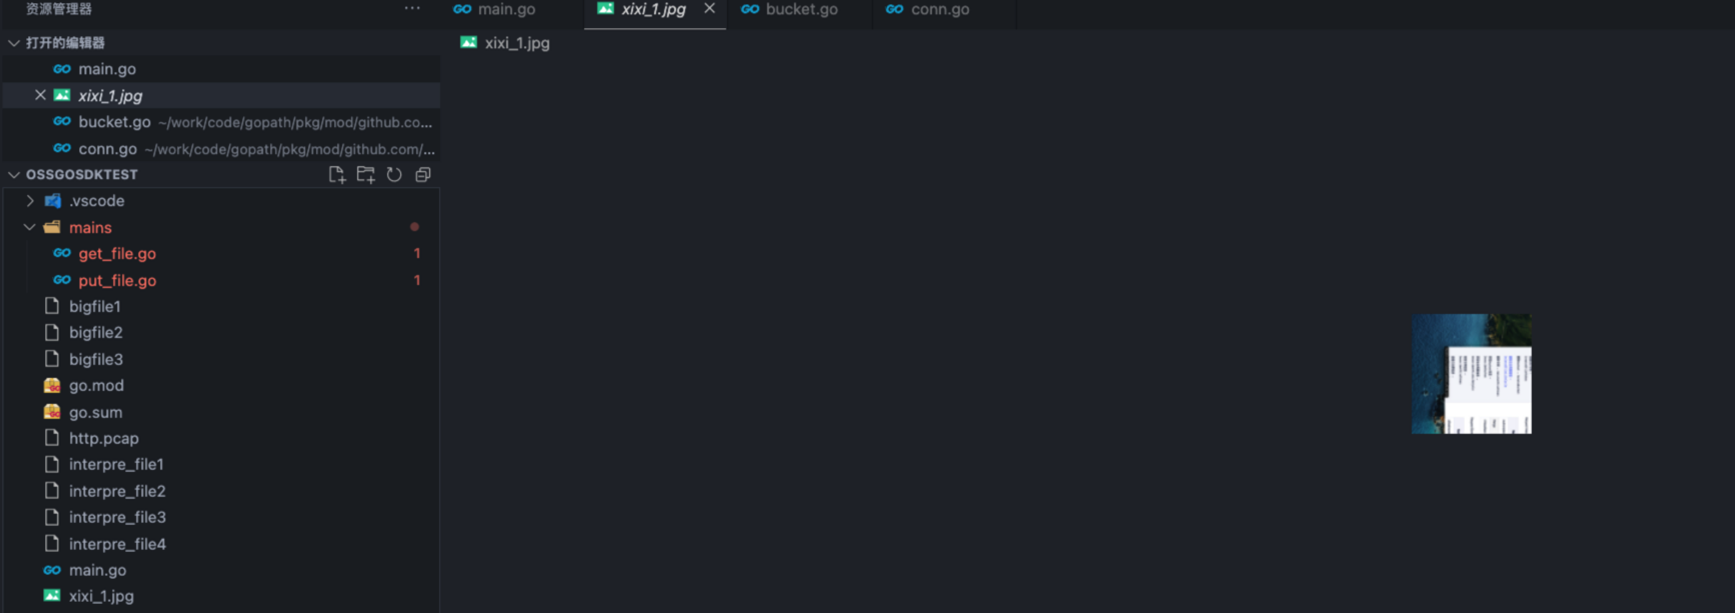 资源管理器
main.go
xixi_1.jpg
bucket.go
conn.go
打开的编辑器
xixi_1.jpg
main.go
xixi_1.jpg
bucket.go ~/work/code/gopath/pkg/mod/github.co...
conn.go ~/work/code/gopath/pkg/mod/github.com/...
OSSGOSDKTEST
.vscode
mains
get_file.go 1
put_file.go 1
bigfile1
bigfile2
bigfile3
go.mod
go.sum
http.pcap
interpre_file1
interpre_file2
interpre_file3
interpre_file4
main.go
xixi_1.jpg